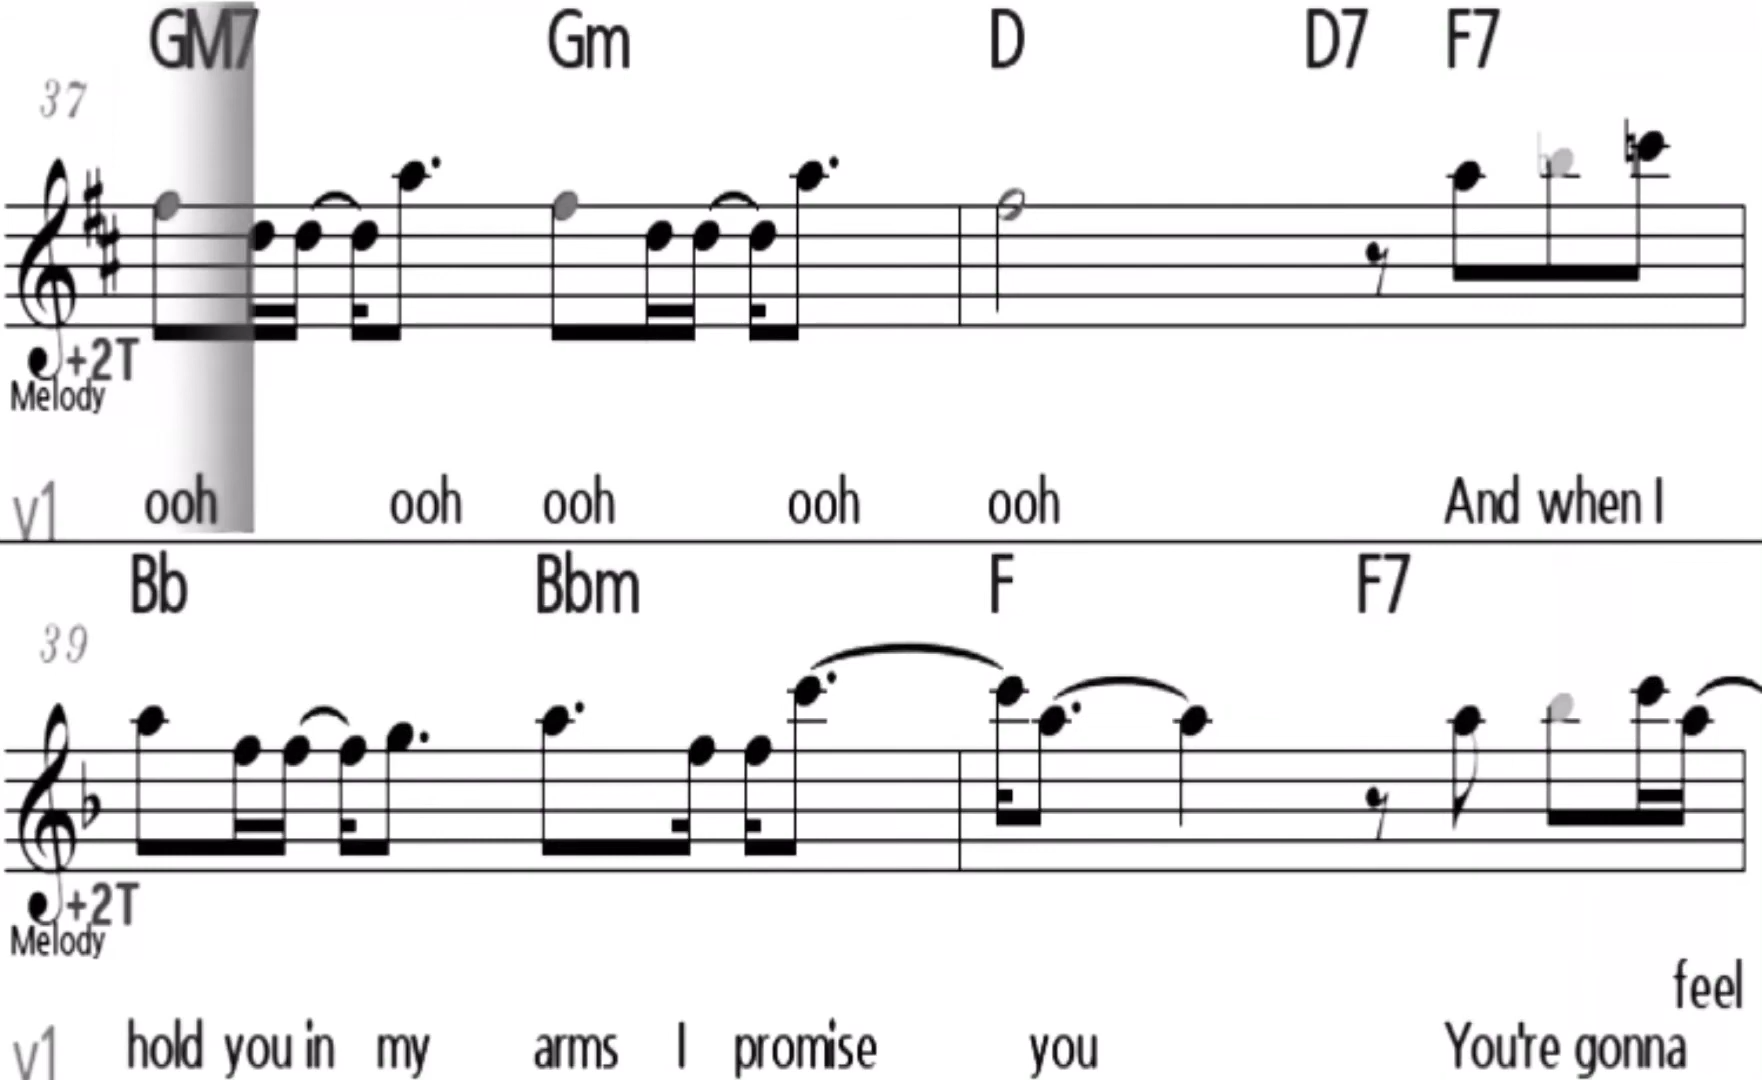 GM7 Gm D D7 F7
37
+2T
Melody
v1 ooh ooh ooh ooh ooh And when I
Bb Bbm F F7
39
+2T
Melody
feel
v1 hold you in my arms I promise you You're gonna